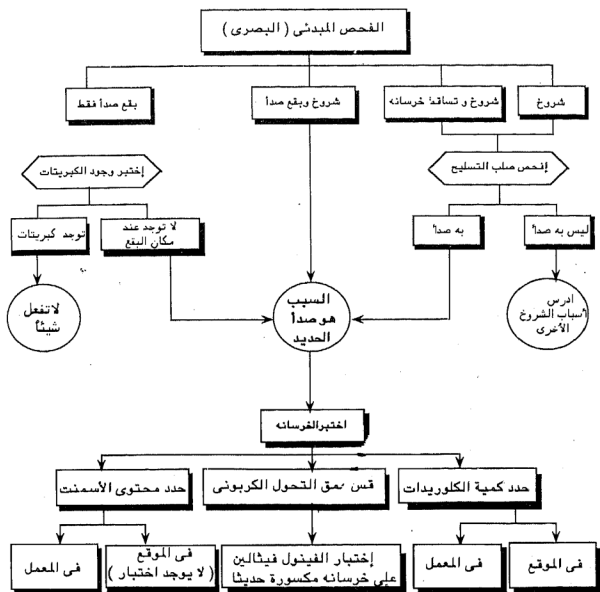 الفحص المبدئى ( البصرى )
شروخ
شروخ و تساقط خرسانه
شروخ وبقع صدأ
بقع صدأ فقط
إفحص صلب التسليح
إختبر وجود الكبريتات
ليس به صدأ
به صدأ
لا توجد عند
مكان البقع
توجد كبريتات
ادرس
أسباب الشروخ
الأخرى
السبب
هو صدأ
الحديد
لاتفعل
شيئاً
اختبر الخرسانه
حدد كمية الكلوريدات
قس عمق التحول الكربونى
حدد محتوى الأسمنت
فى الموقع
فى المعمل
إختبار الفينول فيثالين
على خرسانه مكسورة حديثا
فى الموقع
( لا يوجد اختبار )
فى المعمل